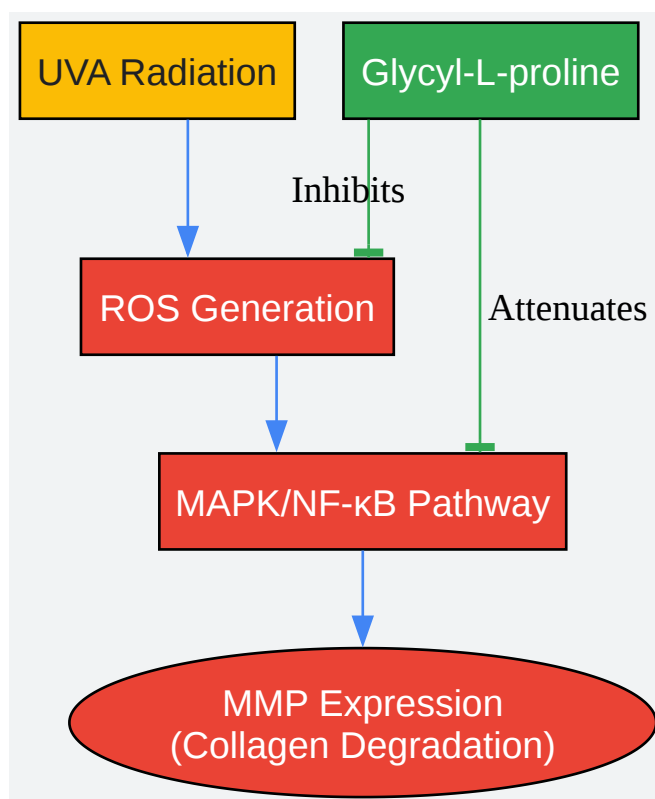 UVA Radiation
Glycyl-L-proline
Inhibits
ROS Generation
Attenuates
MAPK/NF-κB Pathway
MMP Expression
(Collagen Degradation)